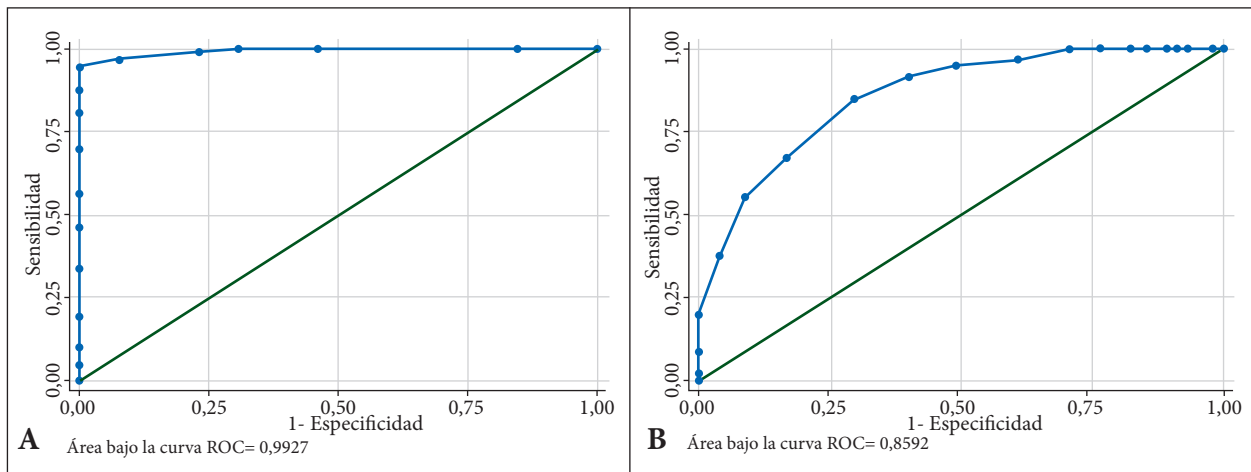 1,00
0,75
0,50
0,25
0,00
Sensibilidad
0,00 0,25 0,50 0,75 1,00
1- Especificidad
A Área bajo la curva ROC= 0,9927
1,00
0,75
0,50
0,25
0,00
Sensibilidad
0,00 0,25 0,50 0,75 1,00
1- Especificidad
B Área bajo la curva ROC= 0,8592